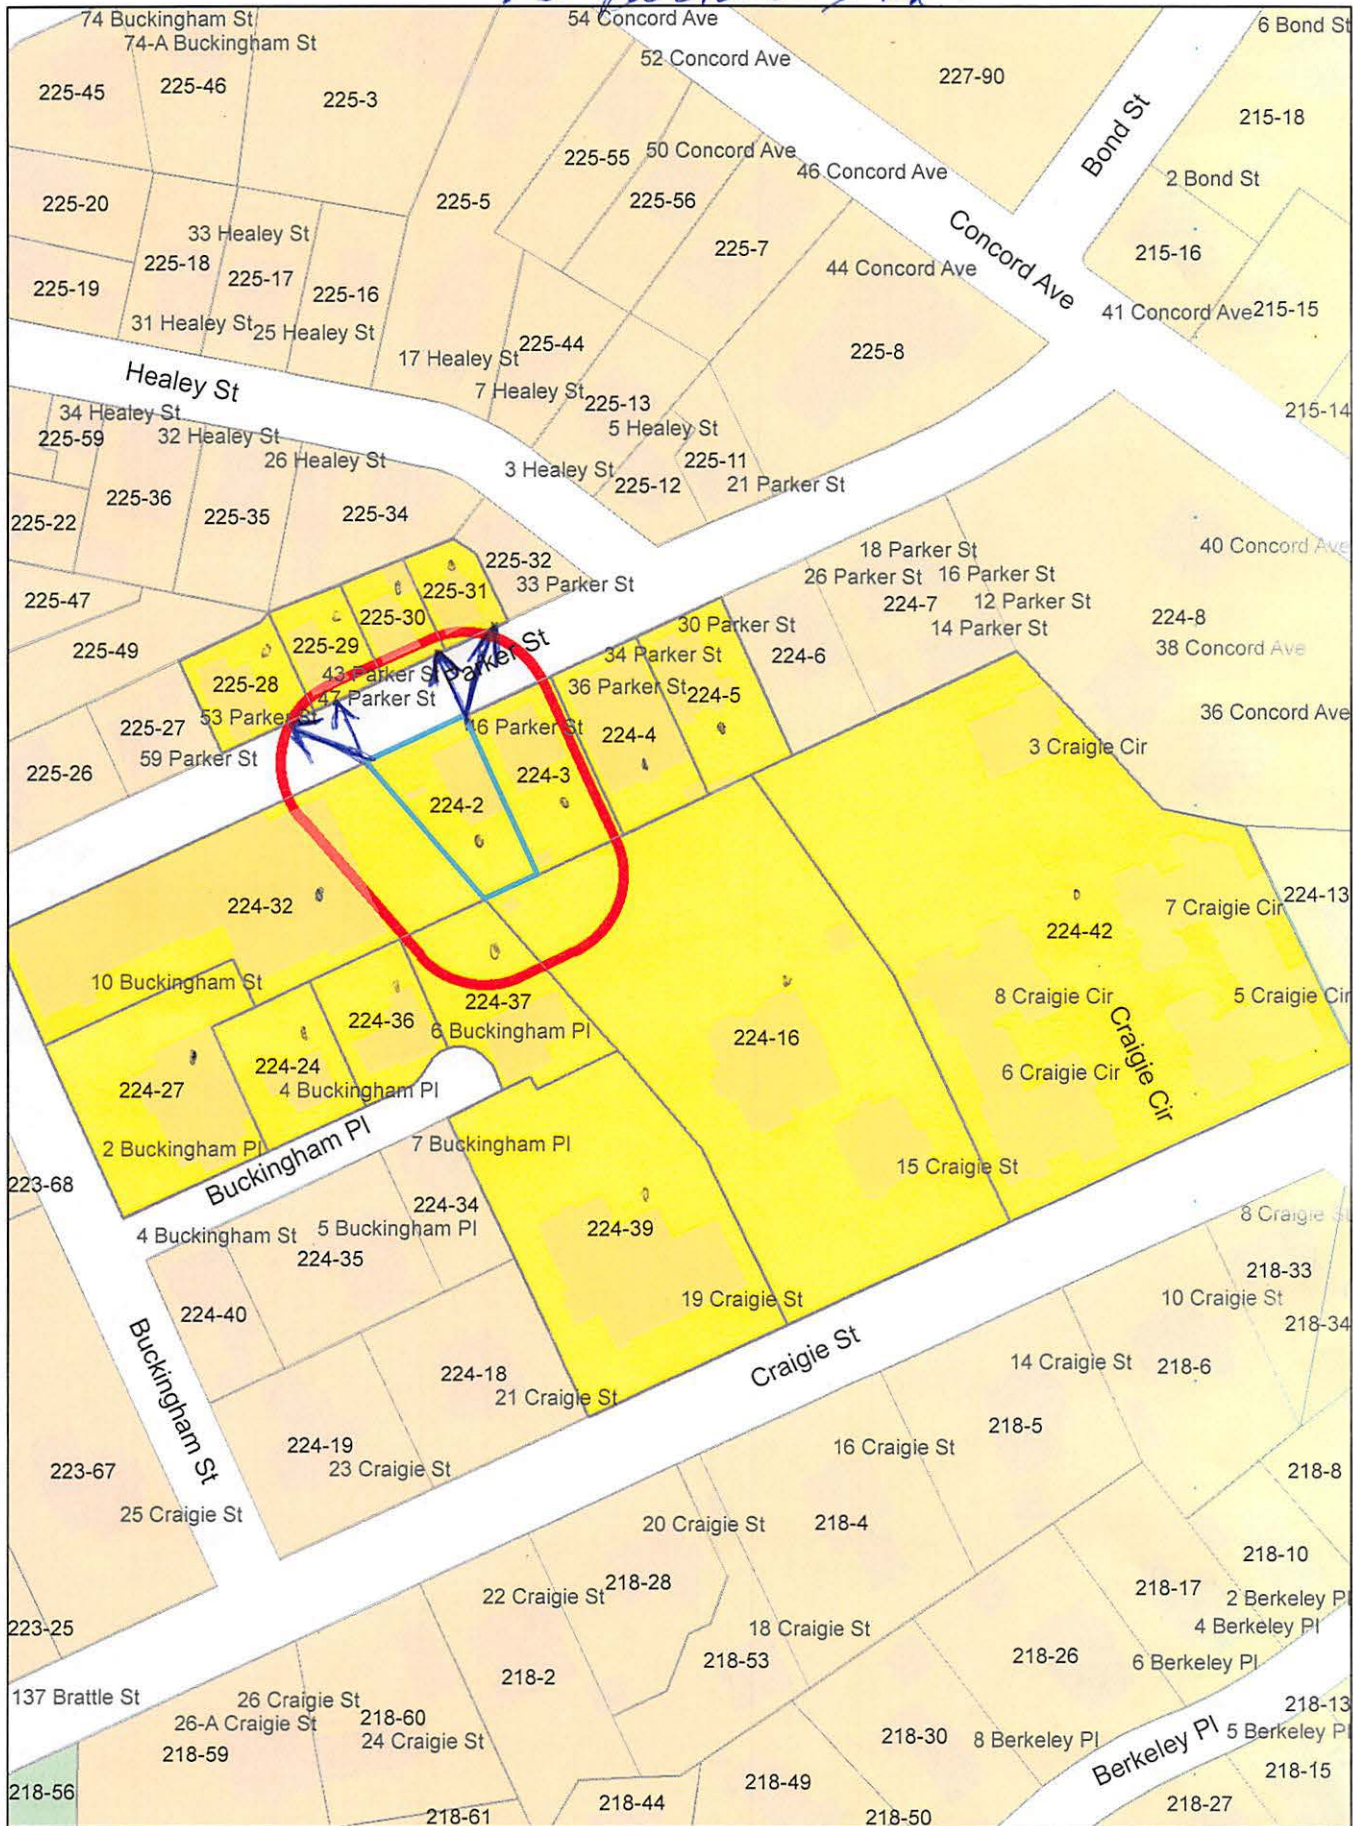 74 Buckingham St
54 Concord Ave
6 Bond St
74-A Buckingham St
52 Concord Ave
227-90
225-45
225-46
225-3
215-18
Bond St
225-55
50 Concord Ave
46 Concord Ave
2 Bond St
225-20
225-5
225-56
33 Healey St
225-7
Concord Ave
215-16
225-18
225-17
225-16
44 Concord Ave
225-19
41 Concord Ave
215-15
31 Healey St
25 Healey St
17 Healey St
225-44
225-8
Healey St
7 Healey St
225-13
215-14
34 Healey St
225-59
32 Healey St
5 Healey St
26 Healey St
3 Healey St
225-11
225-12
21 Parker St
225-36
225-35
225-34
225-22
18 Parker St
40 Concord Ave
225-32
33 Parker St
26 Parker St
16 Parker St
225-31
225-30
225-47
224-7
12 Parker St
224-8
14 Parker St
30 Parker St
225-29
225-49
34 Parker St
224-6
38 Concord Ave
Parker St
43 Parker St
225-28
36 Parker St
224-5
47 Parker St
53 Parker St
225-27
46 Parker St
224-4
36 Concord Ave
59 Parker St
3 Craigie Cir
225-26
224-3
224-2
224-32
7 Craigie Cir
224-13
224-42
10 Buckingham St
224-37
8 Craigie Cir
5 Craigie Cir
224-36
6 Buckingham Pl
224-16
Craigie Cir
224-24
6 Craigie Cir
224-27
4 Buckingham Pl
2 Buckingham Pl
7 Buckingham Pl
Buckingham Pl
15 Craigie St
223-68
224-34
4 Buckingham St
5 Buckingham Pl
224-39
8 Craigie St
224-35
218-33
224-40
19 Craigie St
10 Craigie St
218-34
Buckingham St
Craigie St
224-18
14 Craigie St
218-6
21 Craigie St
218-5
224-19
16 Craigie St
23 Craigie St
223-67
218-8
25 Craigie St
20 Craigie St
218-4
218-10
22 Craigie St
218-28
218-17
2 Berkeley Pl
223-25
18 Craigie St
4 Berkeley Pl
218-2
218-53
218-26
6 Berkeley Pl
137 Brattle St
26 Craigie St
26-A Craigie St
218-60
218-13
218-59
24 Craigie St
218-30
8 Berkeley Pl
Berkeley Pl
5 Berkeley Pl
218-56
218-49
218-15
218-61
218-44
218-50
218-27